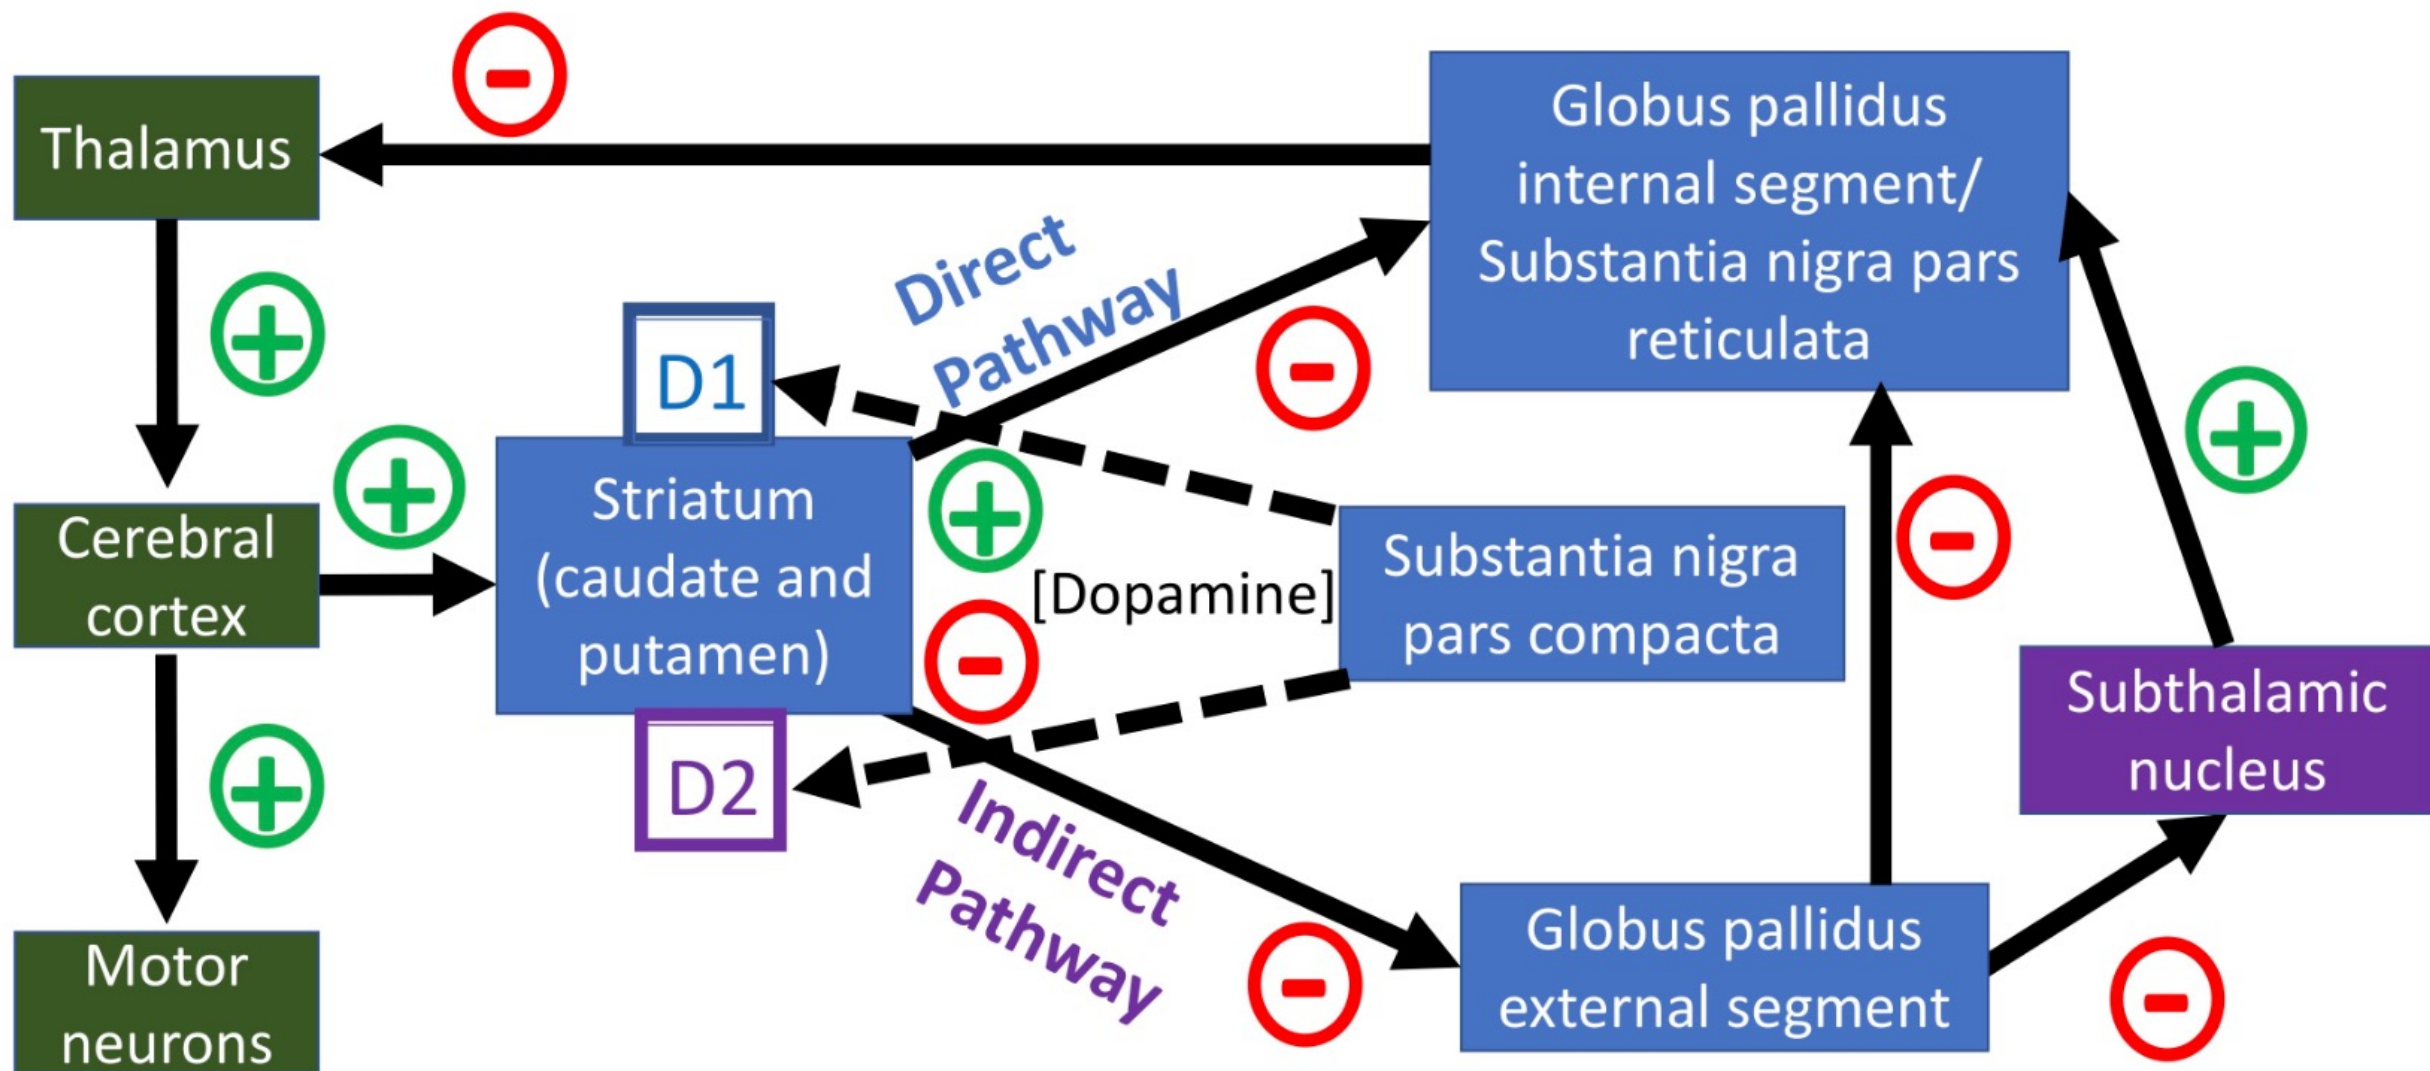 Thalamus
Globus pallidus
internal segment/
Substantia nigra pars
reticulata
Direct
Pathway
D1
Cerebral
cortex
Striatum
(caudate and
putamen)
[Dopamine]
Substantia nigra
pars compacta
Subthalamic
nucleus
D2
Indirect
Pathway
Globus pallidus
external segment
Motor
neurons